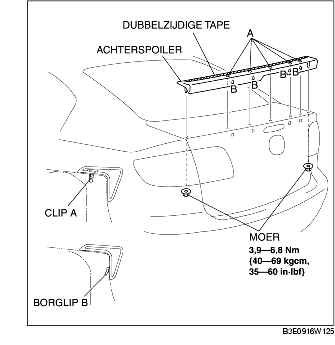 DUBBELZIJDIGE TAPE
A
ACHTERSPOILER
B
B
B
B
CLIP A
MOER
3,9—6,8 Nm
{40—69 kgcm,
35—60 in·lbf}
BORGLIP B
B3E0916W125